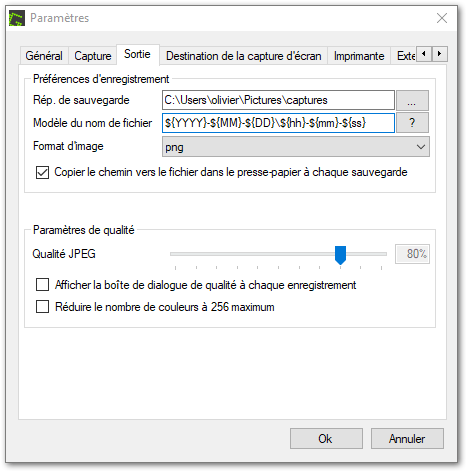 Paramètres
Général Capture Sortie Destination de la capture d'écran Imprimante Exte
Préférences d'enregistrement
Rép. de sauvegarde C:\Users\olivier\Pictures\captures ...
Modèle du nom de fichier ${YYYY}-${MM}-${DD}\${hh}-${mm}-${ss} ?
Format d'image png
Copier le chemin vers le fichier dans le presse-papier à chaque sauvegarde
Paramètres de qualité
Qualité JPEG 80%
Afficher la boîte de dialogue de qualité à chaque enregistrement
Réduire le nombre de couleurs à 256 maximum
Ok Annuler